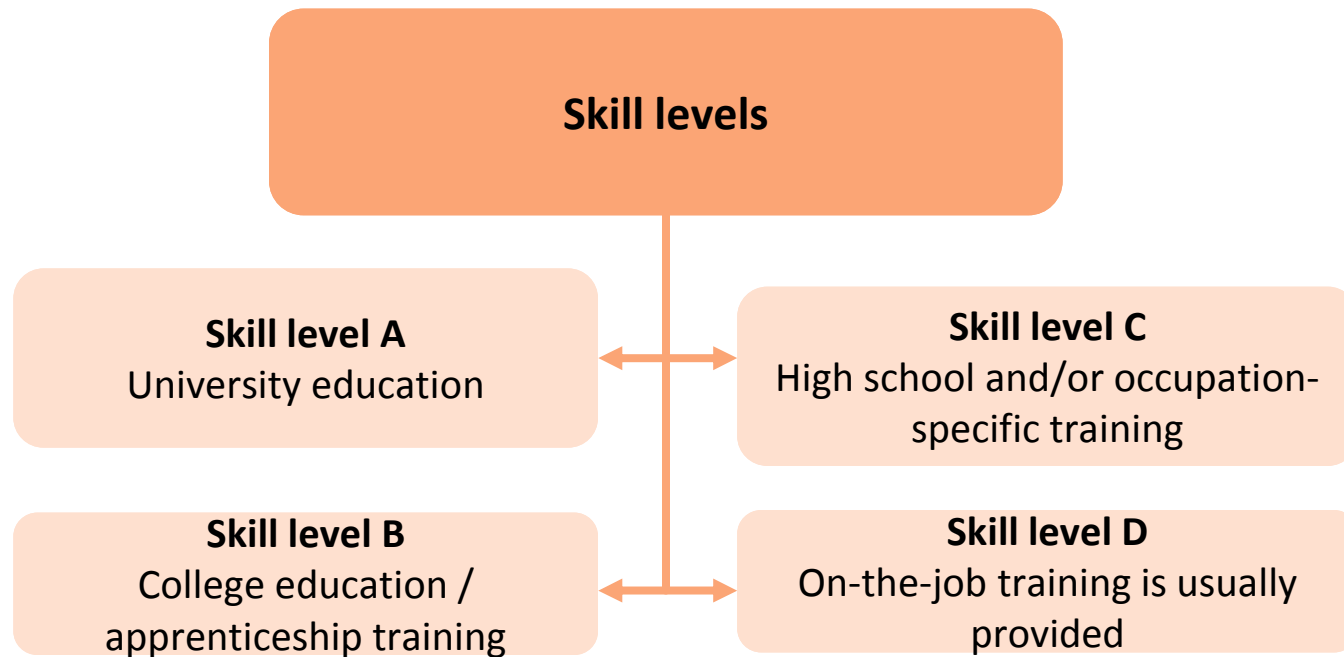 Skill levels
Skill level A
University education
Skill level B
College education /
apprenticeship training
Skill level C
High school and/or occupation-
specific training
Skill level D
On-the-job training is usually
provided